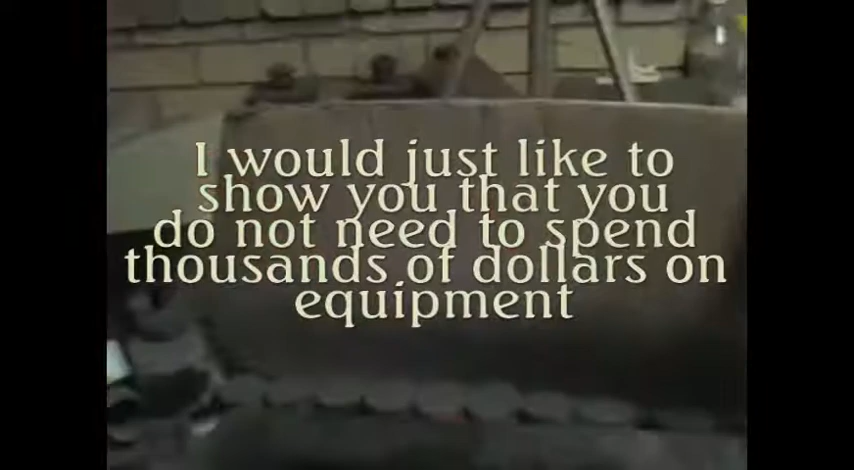 I would just like to
show you that you
do not need to spend
thousands of dollars on
equipment